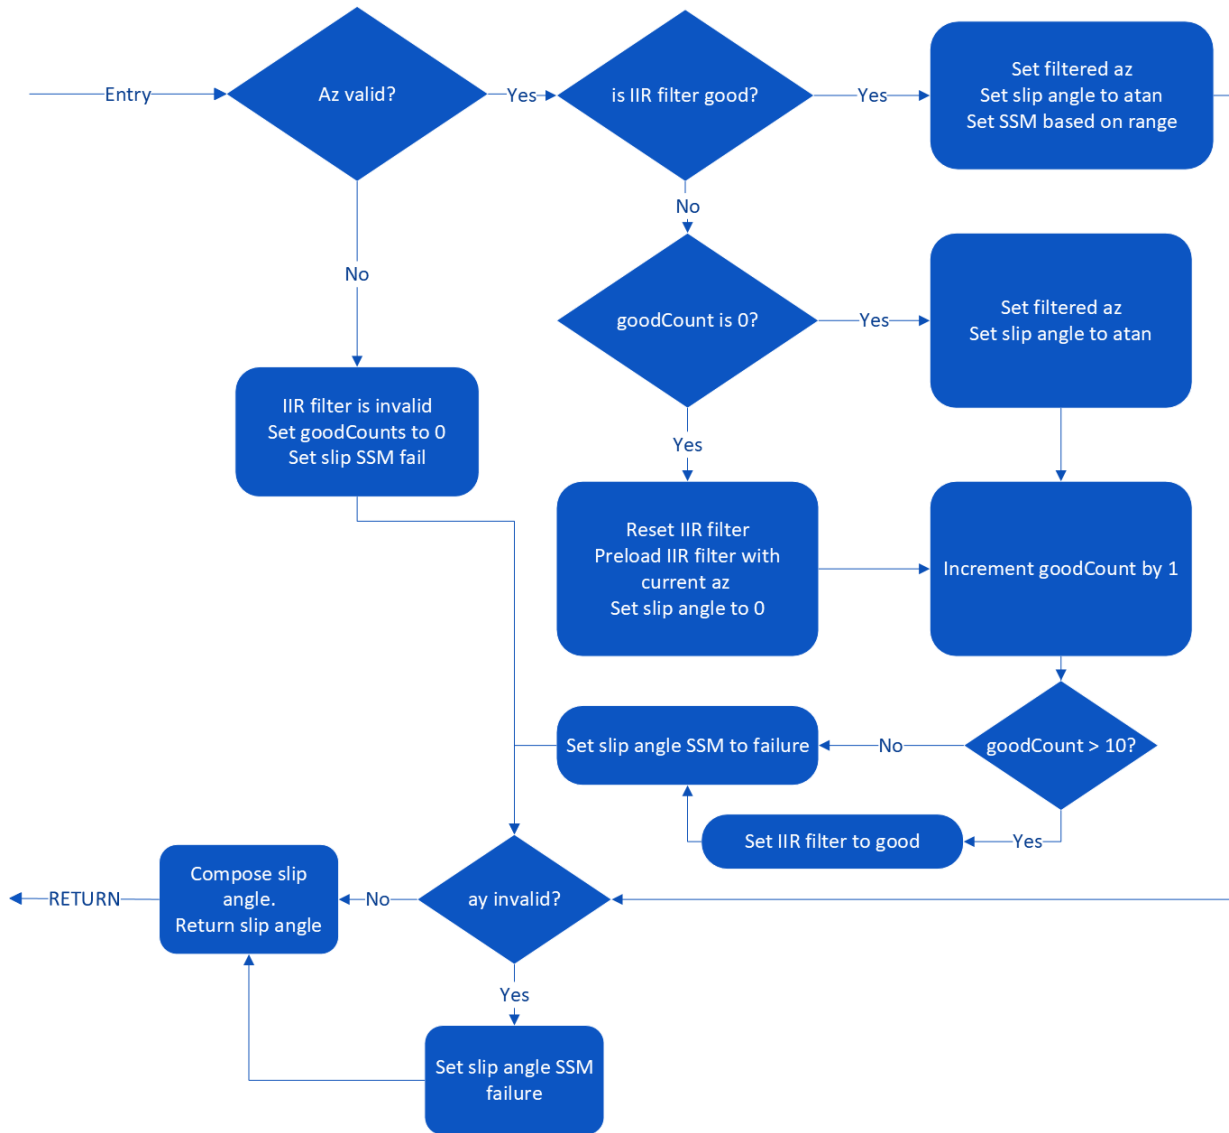 Entry
Az valid?
Yes
is IIR filter good?
Yes
Set filtered az
Set slip angle to atan
Set SSM based on range
No
No
goodCount is 0?
Yes
Set filtered az
Set slip angle to atan
IIR filter is invalid
Set goodCounts to 0
Set slip SSM fail
Yes
Reset IIR filter
Preload IIR filter with
current az
Set slip angle to 0
Increment goodCount by 1
Set slip angle SSM to failure
No
goodCount > 10?
Set IIR filter to good
Yes
RETURN
Compose slip
angle.
Return slip angle
No
ay invalid?
Yes
Set slip angle SSM
failure